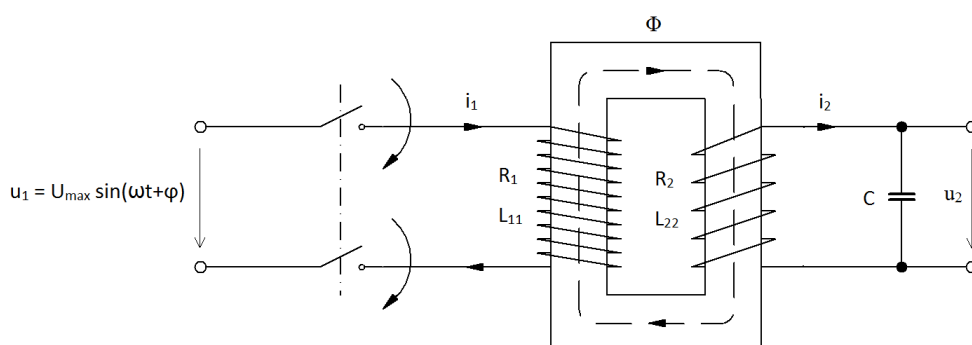 Φ
i₁
i₂
u₁ = Uₘₐₓ sin(ωt+φ)
R₁
L₁₁
R₂
L₂₂
C
u₂